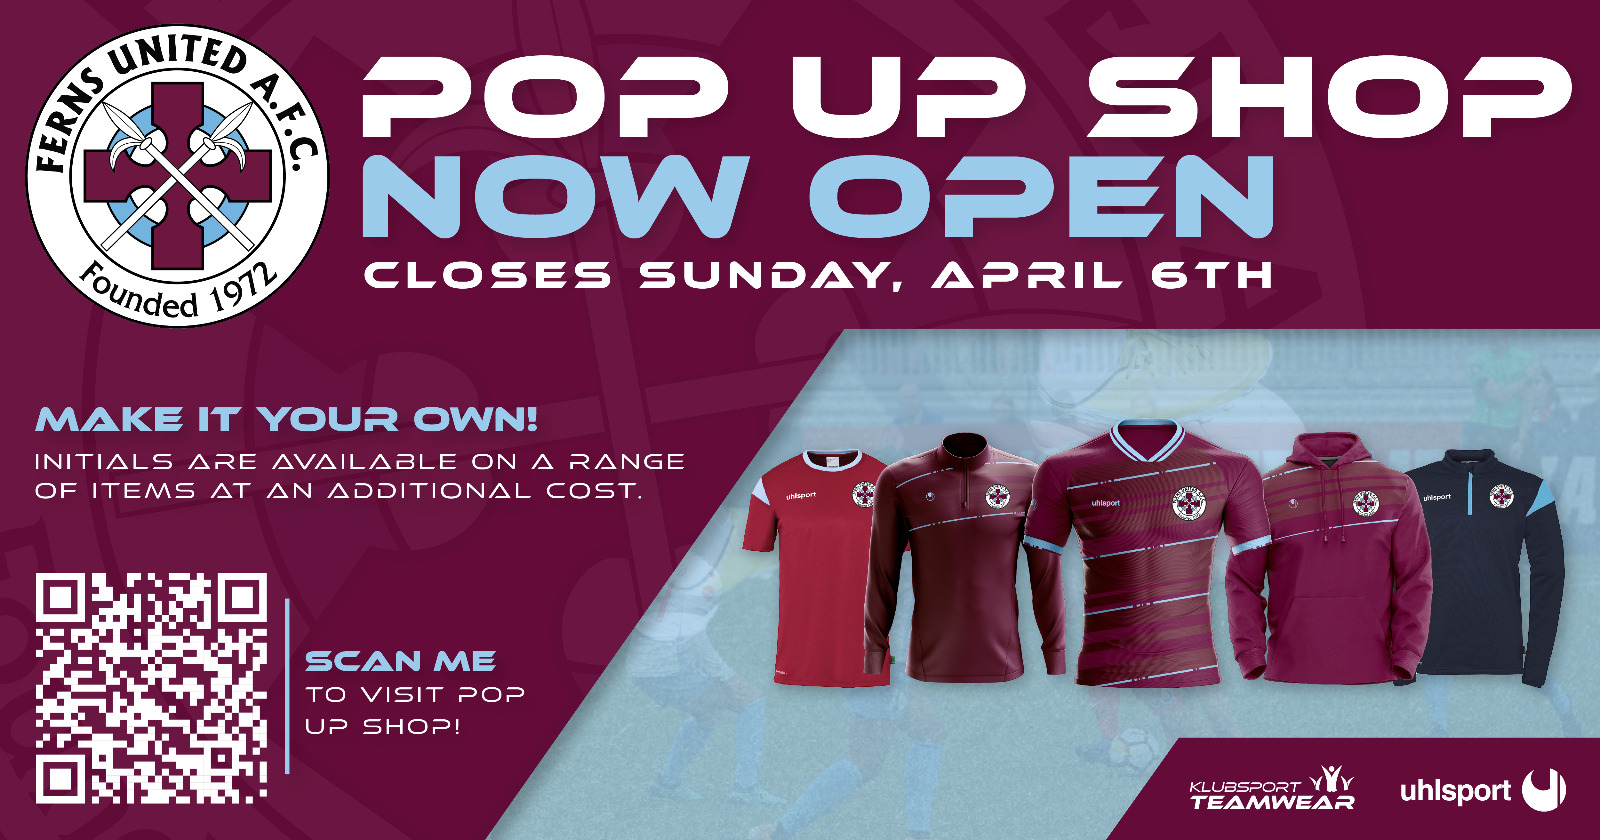 FERNS UNITED A.F.C.
Founded 1972
POP UP SHOP
NOW OPEN
CLOSES SUNDAY, APRIL 6TH
MAKE IT YOUR OWN!
INITIALS ARE AVAILABLE ON A RANGE
OF ITEMS AT AN ADDITIONAL COST.
SCAN ME
TO VISIT POP
UP SHOP!
uhlsport
uhlsport
uhlsport
KLUBSPORT
TEAMWEAR
uhlsport